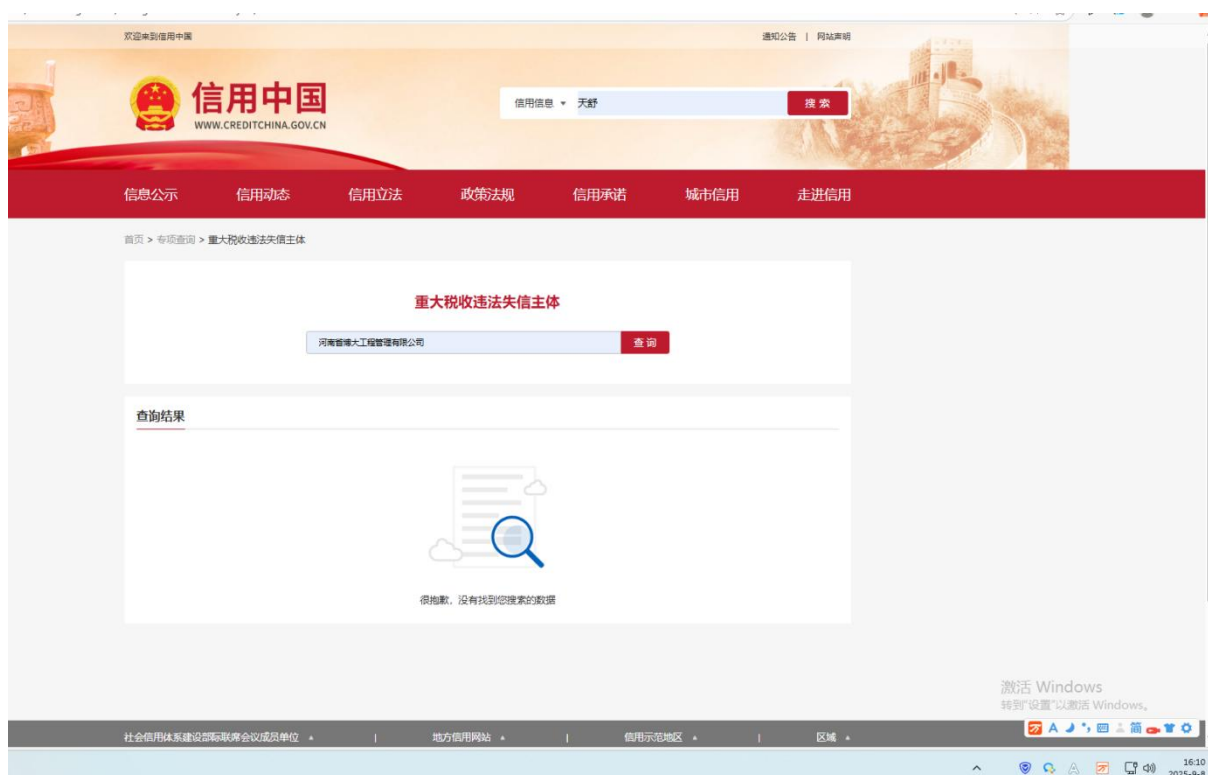 欢迎来到信用中国
通知公告 | 网站声明
信用中国
WWW.CREDITCHINA.GOV.CN
信用信息 天舒 搜索
信息公示 信用动态 信用立法 政策法规 信用承诺 城市信用 走进信用
首页 > 专项查询 > 重大税收违法失信主体
重大税收违法失信主体
河南省博大工程管理有限公司 查询
查询结果
很抱歉,没有找到您搜索的数据
激活 Windows
转到"设置"以激活 Windows。
社会信用体系建设部际联席会议成员单位 | 地方信用网站 | 信用示范地区 | 区域
A 简
16:10
2025-9-8